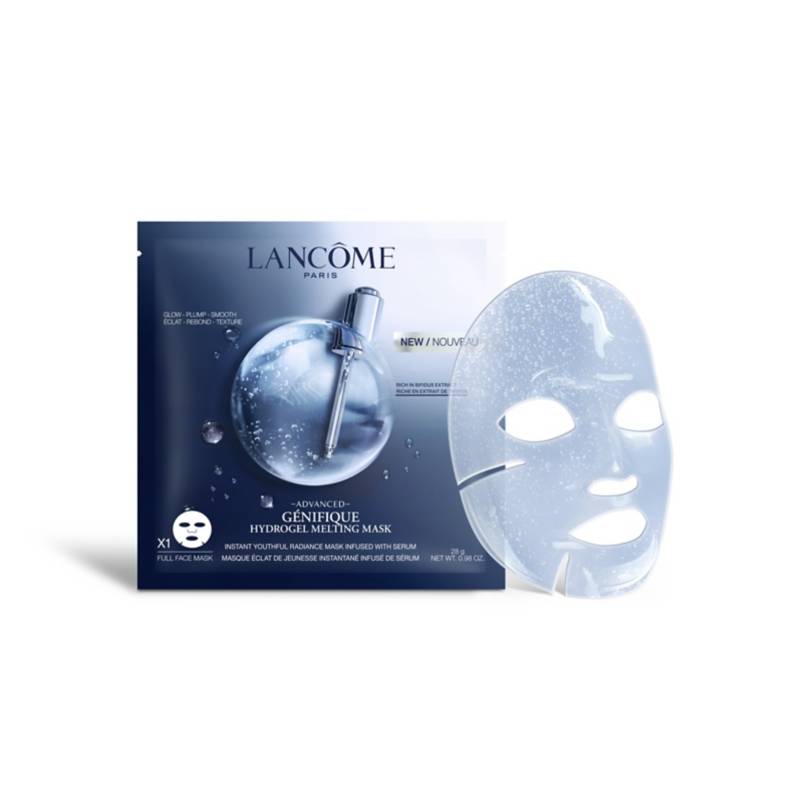 LANCÔME
PARIS
GLOW - PLUMP - SMOOTH
ÉCLAT - REBOND - TEXTURE
NEW / NOUVEAU
RICH IN BIFIDUS EXTRACT
RICHE EN EXTRAIT DE
ADVANCED
GÉNIFIQUE
HYDROGEL MELTING MASK
X1
FULL FACE MASK
INSTANT YOUTHFUL RADIANCE MASK INFUSED WITH SERUM
MASQUE ÉCLAT DE JEUNESSE INSTANTANÉ INFUSÉ DE SÉRUM
28 g
NET WT. 0.98 OZ.